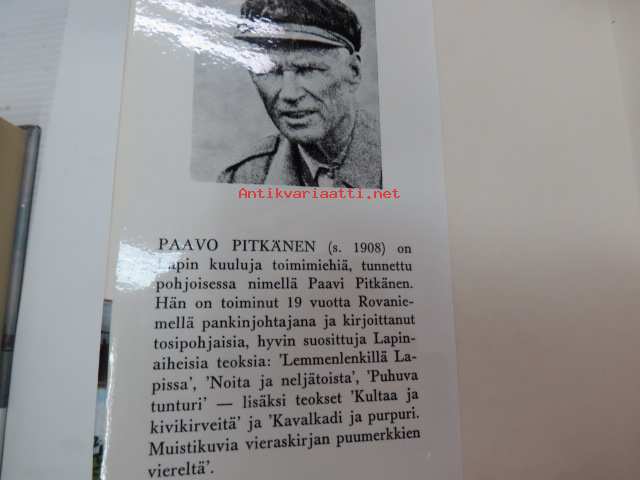 Antikvariaatti.net
PAAVO PITKÄNEN (s. 1908) on
Lapin kuuluja toimimiehiä, tunnettu
pohjoisessa nimellä Paavi Pitkänen.
Hän on toiminut 19 vuotta Rovanie-
mellä pankinjohtajana ja kirjoittanut
tosipohjaisia, hyvin suosittuja Lapin-
aiheisia teoksia: 'Lemmenlenkillä La-
pissa', 'Noita ja neljätoista', 'Puhuva
tunturi' — lisäksi teokset 'Kultaa ja
kivikirveitä' ja 'Kavalkadi ja purpuri.
Muistikuvia vieraskirjan puumerkkien
viereltä'.